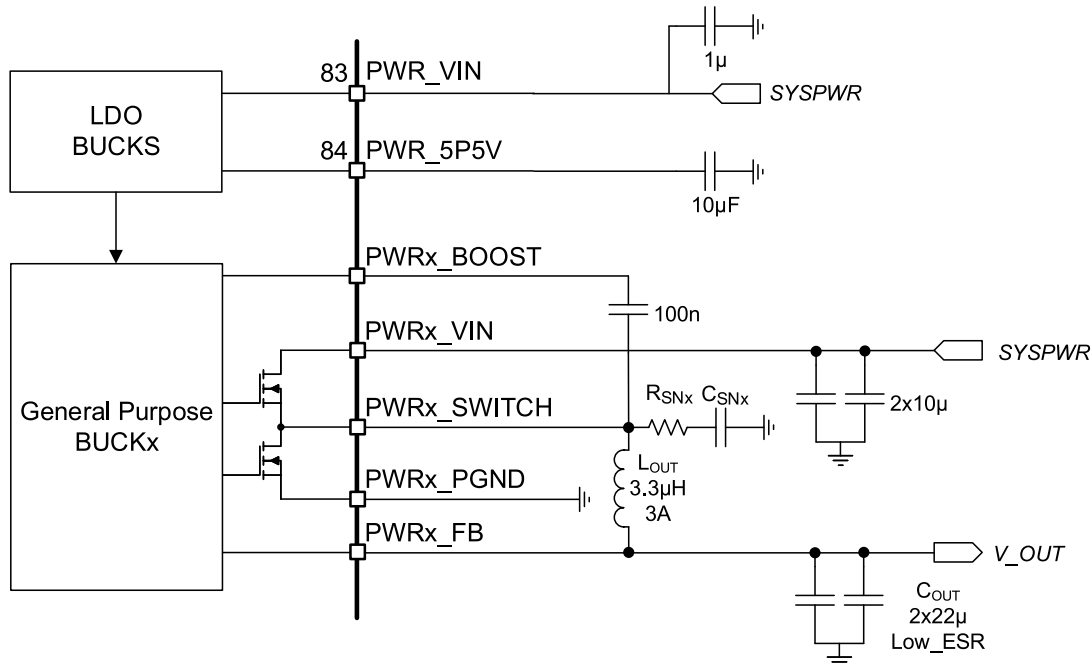 1µ
83 PWR_VIN
SYSPWR
LDO
BUCKS
84 PWR_5P5V
10µF
PWRx_BOOST
100n
PWRx_VIN
SYSPWR
RSNx CSNx
2x10µ
General Purpose
BUCKx
PWRx_SWITCH
LOUT
3.3µH
3A
PWRx_PGND
PWRx_FB
V_OUT
COUT
2x22µ
Low_ESR